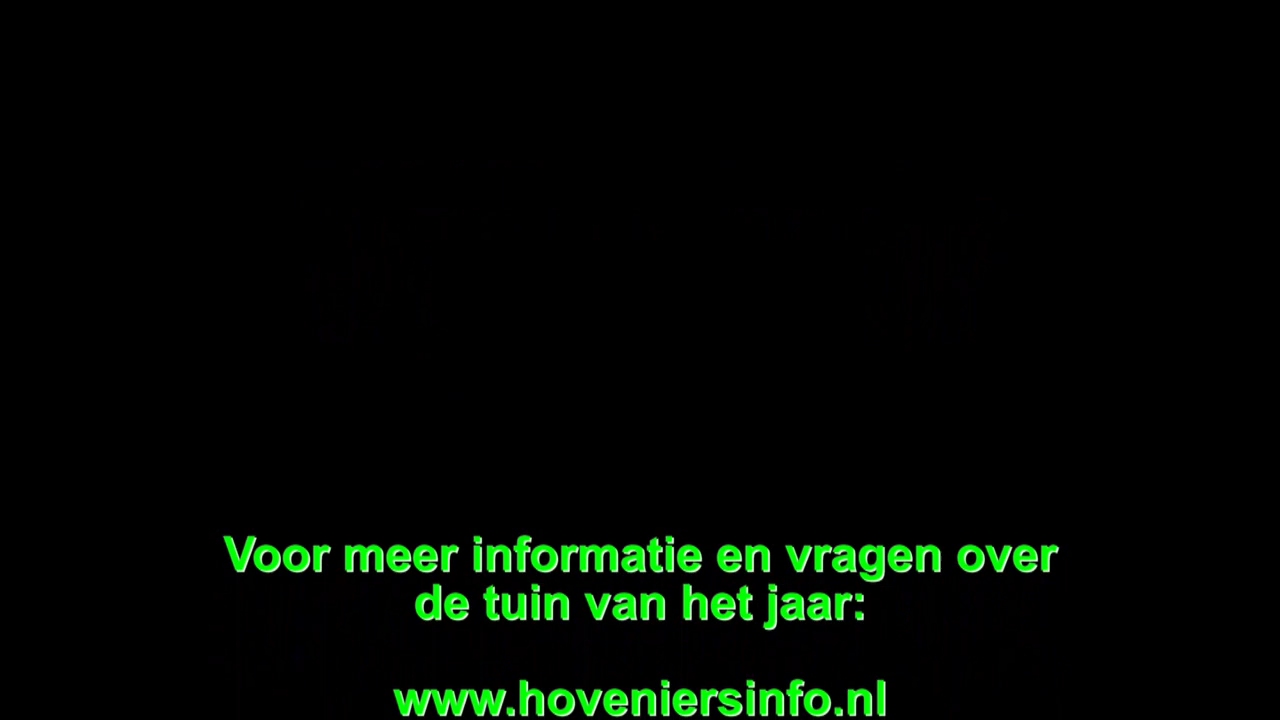 Voor meer informatie en vragen over
de tuin van het jaar:
www.hoveniersinfo.nl